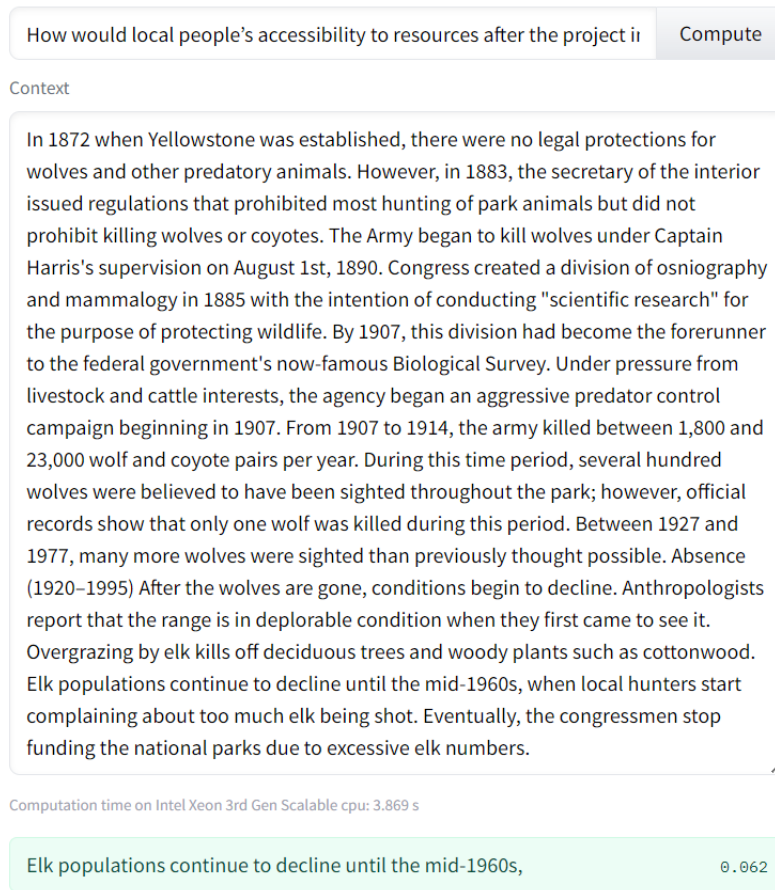 How would local people’s accessibility to resources after the project in
Compute
Context
In 1872 when Yellowstone was established, there were no legal protections for
wolves and other predatory animals. However, in 1883, the secretary of the interior
issued regulations that prohibited most hunting of park animals but did not
prohibit killing wolves or coyotes. The Army began to kill wolves under Captain
Harris's supervision on August 1st, 1890. Congress created a division of osniography
and mammalogy in 1885 with the intention of conducting "scientific research" for
the purpose of protecting wildlife. By 1907, this division had become the forerunner
to the federal government's now-famous Biological Survey. Under pressure from
livestock and cattle interests, the agency began an aggressive predator control
campaign beginning in 1907. From 1907 to 1914, the army killed between 1,800 and
23,000 wolf and coyote pairs per year. During this time period, several hundred
wolves were believed to have been sighted throughout the park; however, official
records show that only one wolf was killed during this period. Between 1927 and
1977, many more wolves were sighted than previously thought possible. Absence
(1920–1995) After the wolves are gone, conditions begin to decline. Anthropologists
report that the range is in deplorable condition when they first came to see it.
Overgrazing by elk kills off deciduous trees and woody plants such as cottonwood.
Elk populations continue to decline until the mid-1960s, when local hunters start
complaining about too much elk being shot. Eventually, the congressmen stop
funding the national parks due to excessive elk numbers.
Computation time on Intel Xeon 3rd Gen Scalable cpu: 3.869 s
Elk populations continue to decline until the mid-1960s, 0.062